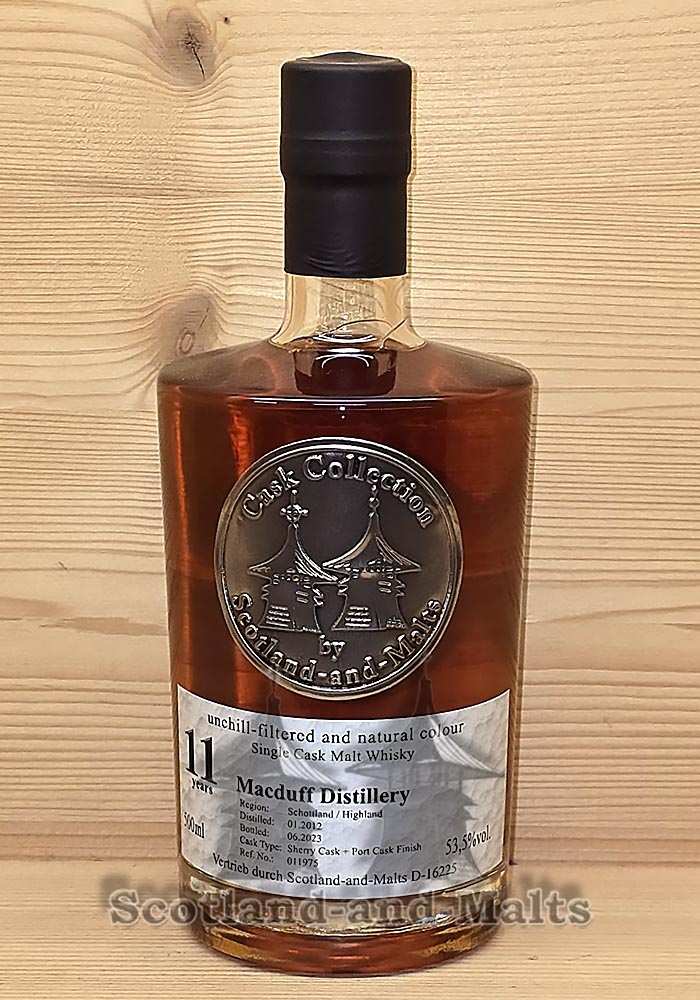 Cask Collection
by
Scotland-and-Malts
unchill-filtered and natural colour
Single Cask Malt Whisky
11
years
Macduff Distillery
Region: Schottland / Highland
Distilled: 01.2012
Bottled: 06.2023
Cask Type: Sherry Cask + Port Cask Finish
Ref. No.: 011975
500ml
53,5%vol.
Vertrieb durch Scotland-and-Malts D-16225
Scotland-and-Malts